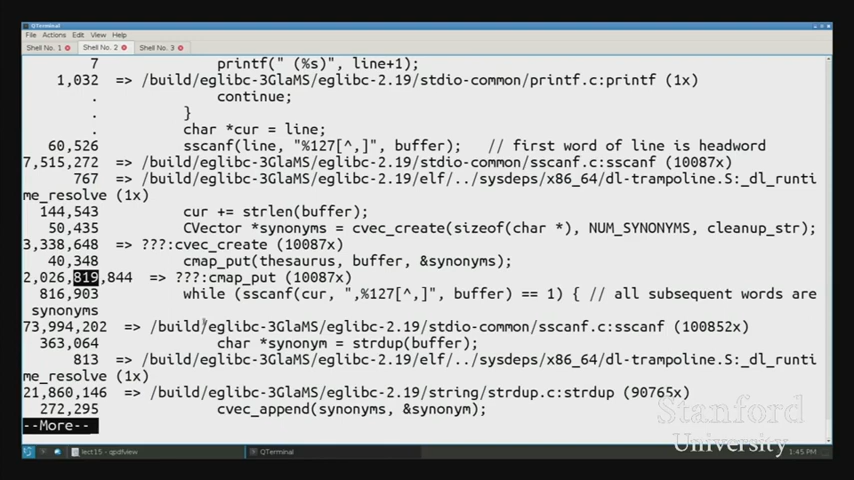 QTerminal
File Actions Edit View Help
Shell No. 1 Shell No. 2 Shell No. 3
7 printf(" (%s)", line+1);
1,032 => /build/eglibc-3GlaMS/eglibc-2.19/stdio-common/printf.c:printf (1x)
. continue;
. }
. char *cur = line;
60,526 sscanf(line, "%127[^,]", buffer); // first word of line is headword
7,515,272 => /build/eglibc-3GlaMS/eglibc-2.19/stdio-common/sscanf.c:sscanf (10087x)
767 => /build/eglibc-3GlaMS/eglibc-2.19/elf/../sysdeps/x86_64/dl-trampoline.S:_dl_runti
me_resolve (1x)
144,543 cur += strlen(buffer);
50,435 CVector *synonyms = cvec_create(sizeof(char *), NUM_SYNONYMS, cleanup_str);
3,338,648 => ???:cvec_create (10087x)
40,348 cmap_put(thesaurus, buffer, &synonyms);
2,026,819,844 => ???:cmap_put (10087x)
816,903 while (sscanf(cur, ",%127[^,]", buffer) == 1) { // all subsequent words are
synonyms
73,994,202 => /build/eglibc-3GlaMS/eglibc-2.19/stdio-common/sscanf.c:sscanf (100852x)
363,064 char *synonym = strdup(buffer);
813 => /build/eglibc-3GlaMS/eglibc-2.19/elf/../sysdeps/x86_64/dl-trampoline.S:_dl_runti
me_resolve (1x)
21,860,146 => /build/eglibc-3GlaMS/eglibc-2.19/string/strdup.c:strdup (90765x)
272,295 cvec_append(synonyms, &synonym);
--More--
Stanford
University
lect15 - qpdfview QTerminal 1:45 PM